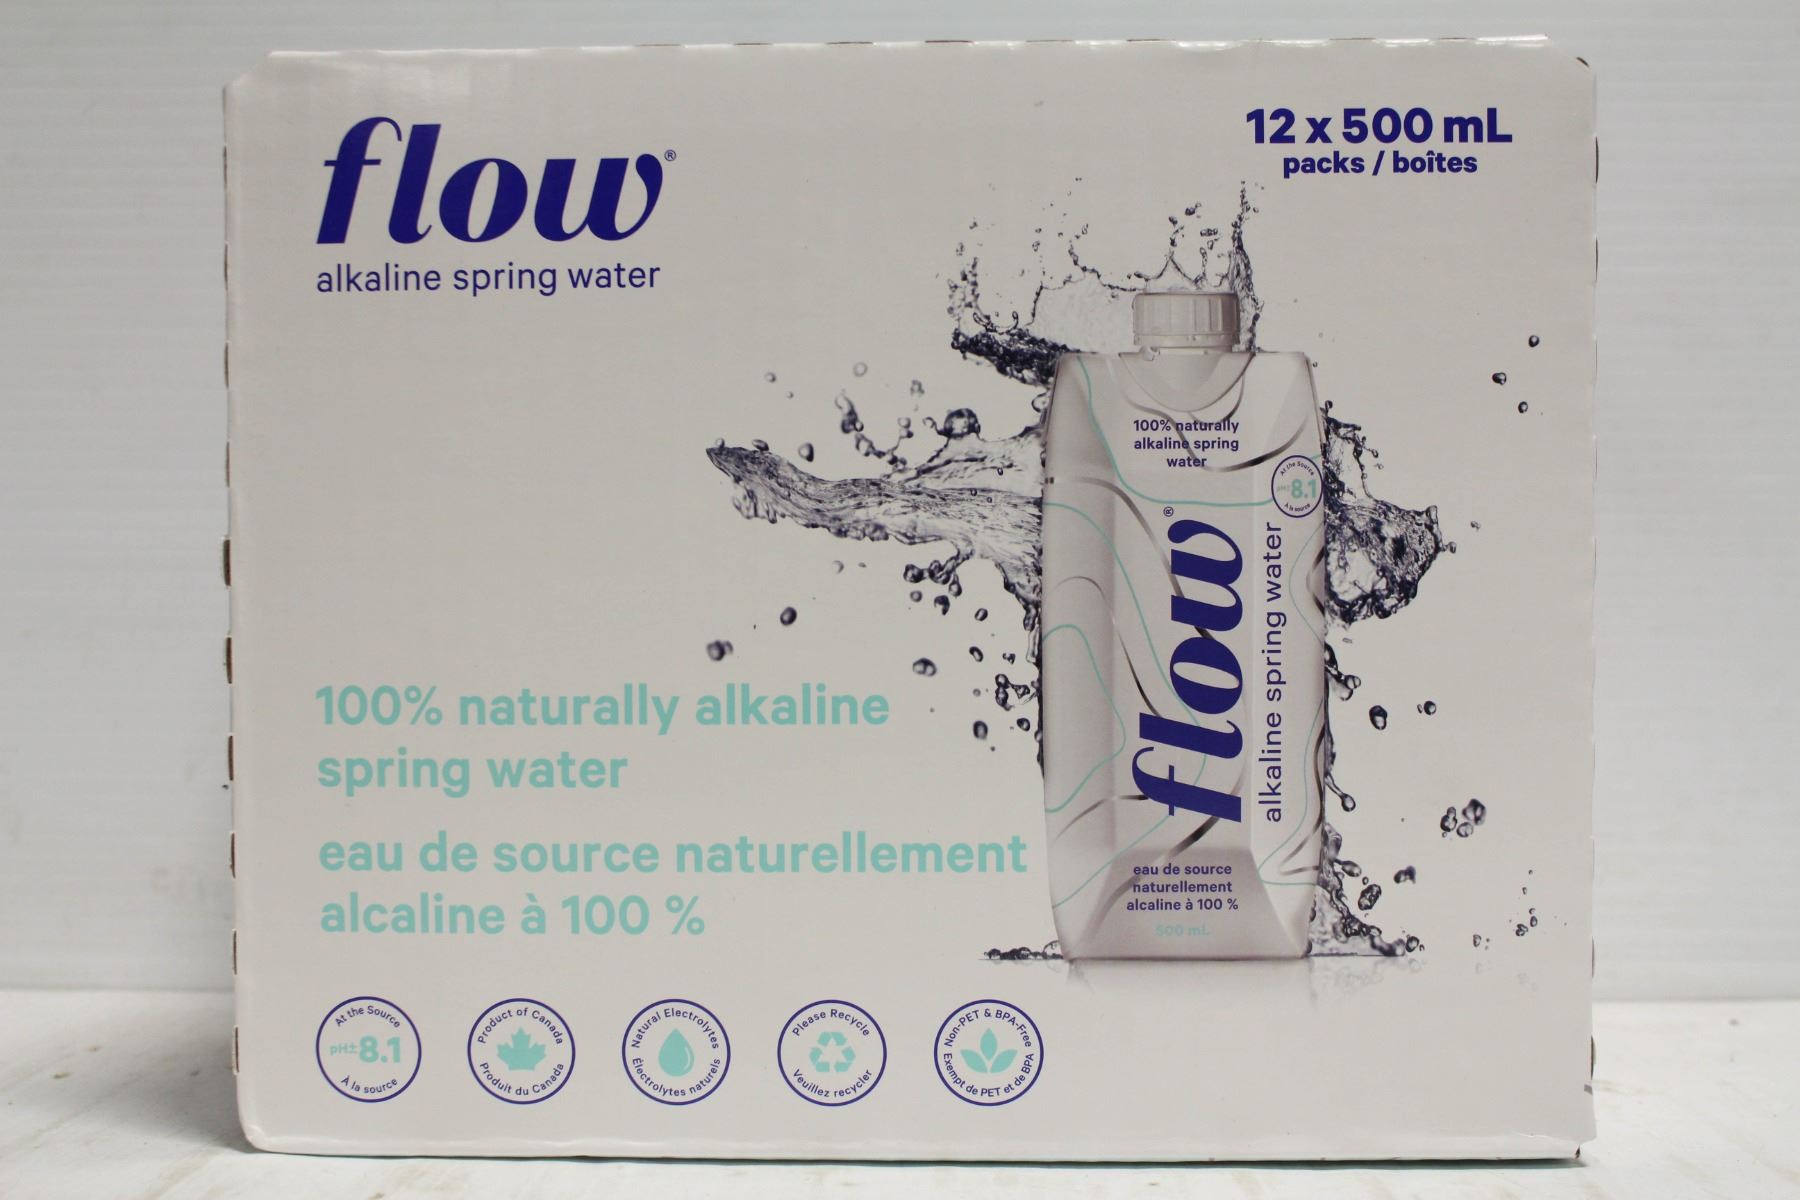 flow®
alkaline spring water
12 x 500 mL
packs / boîtes
100% naturally
alkaline spring
water
At the Source
pH± 8.1
À la source
flow®
alkaline spring water
eau de source
naturellement
alcaline à 100 %
500 mL
100% naturally alkaline
spring water
eau de source naturellement
alcaline à 100 %
At the Source
pH± 8.1
À la source
Product of Canada
Produit du Canada
Natural Electrolytes
Électrolytes naturels
Please Recycle
Veuillez recycler
Non-PET & BPA-Free
Exempt de PET et de BPA